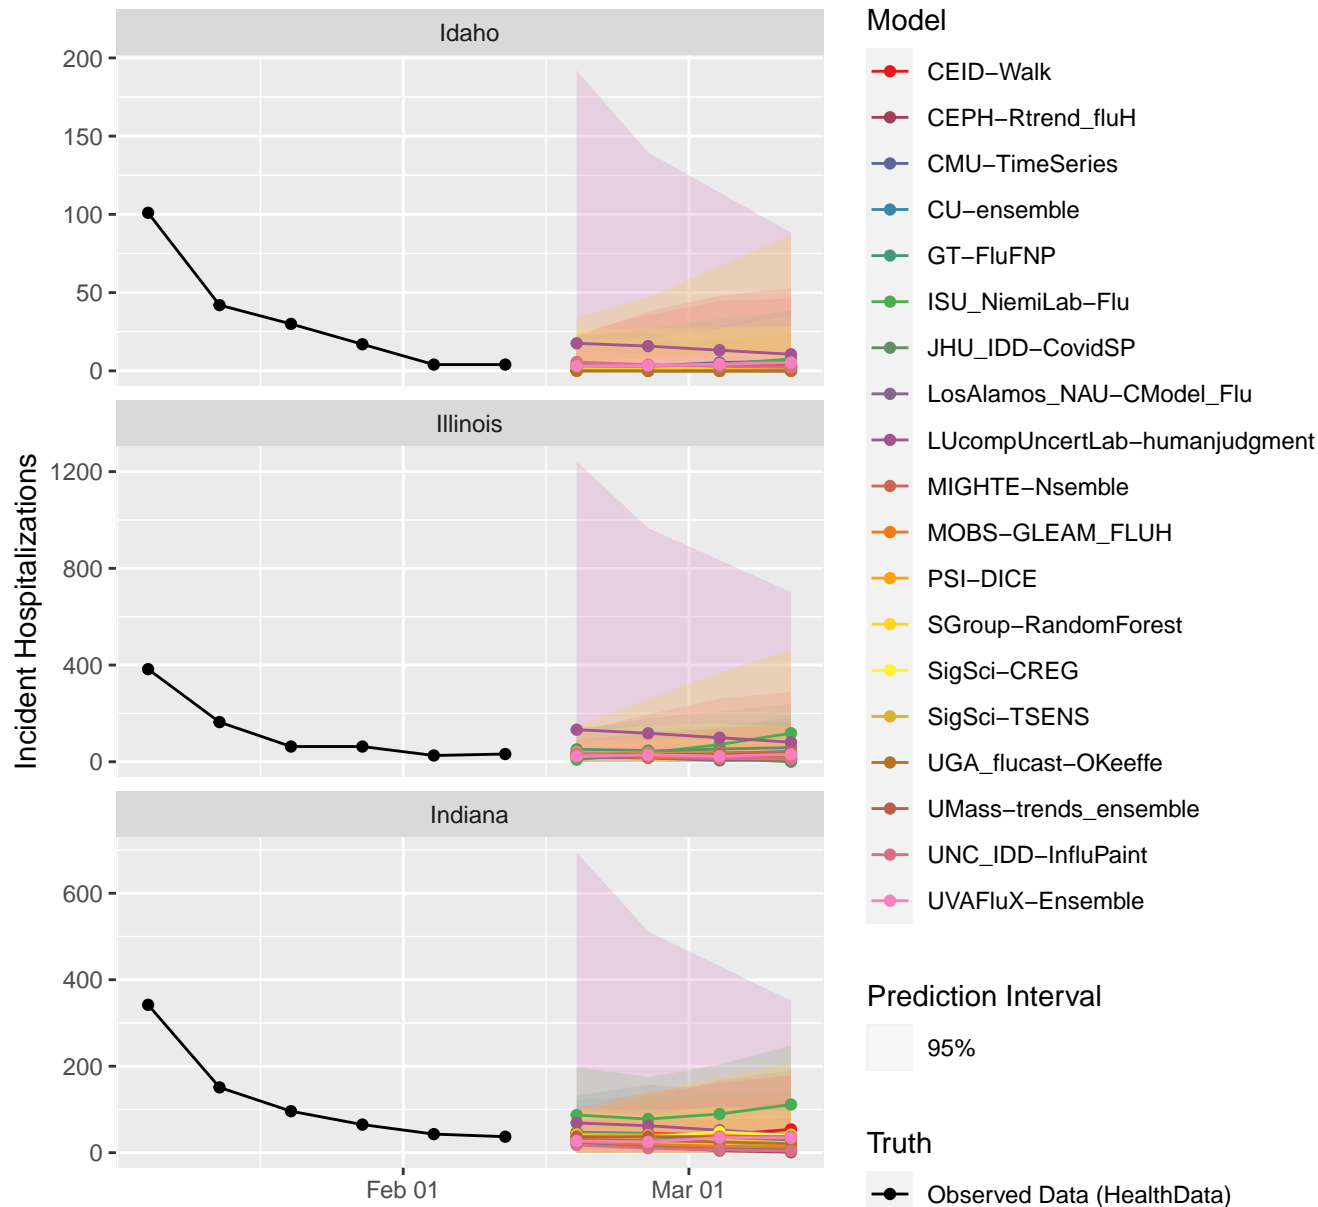 Idaho
200
150
100
50
0
Illinois
1200
800
400
0
Indiana
600
400
200
0
Feb 01
Mar 01
Incident Hospitalizations
Model
CEID−Walk
CEPH−Rtrend_fluH
CMU−TimeSeries
CU−ensemble
GT−FluFNP
ISU_NiemiLab−Flu
JHU_IDD−CovidSP
LosAlamos_NAU−CModel_Flu
LUcompUncertLab−humanjudgment
MIGHTE−Nsemble
MOBS−GLEAM_FLUH
PSI−DICE
SGroup−RandomForest
SigSci−CREG
SigSci−TSENS
UGA_flucast−OKeeffe
UMass−trends_ensemble
UNC_IDD−InfluPaint
UVAFluX−Ensemble
Prediction Interval
95%
Truth
Observed Data (HealthData)